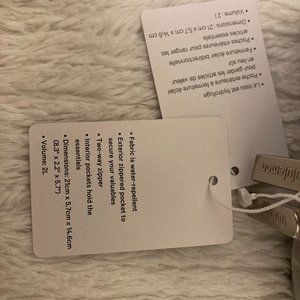 • Fabric is water-repellent
• Exterior zippered pocket to
secure your valuables
• Two-way zipper
• Interior pockets hold the
essentials
• Dimensions: 21cm x 5.7cm x 14.6cm
(8.3" x 2.2" x 5.7")
• Volume: 2L
• Le tissu est hydrofuge
• Poche extérieure à fermeture éclair
pour garder les articles de valeur
en lieu sûr
• Fermeture éclair bidirectionnelle
• Poches intérieures pour ranger les
articles essentiels
• Dimensions : 21 cm x 5,7 cm x 14,6 cm
• Volume : 2 l
lululemon